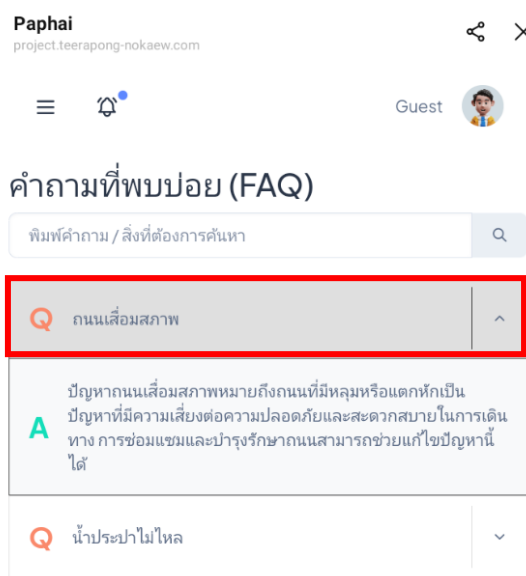 Paphai
project.teerapong-nokaew.com
Guest
คำถามที่พบบ่อย (FAQ)
พิมพ์คำถาม / สิ่งที่ต้องการค้นหา
Q ถนนเสื่อมสภาพ
ปัญหาถนนเสื่อมสภาพหมายถึงถนนที่มีหลุมหรือแตกหักเป็น
ปัญหาที่มีความเสี่ยงต่อความปลอดภัยและสะดวกสบายในการเดิน
A ทาง การซ่อมแซมและบำรุงรักษาถนนสามารถช่วยแก้ไขปัญหานี้
ได้
Q น้ำประปาไม่ไหล